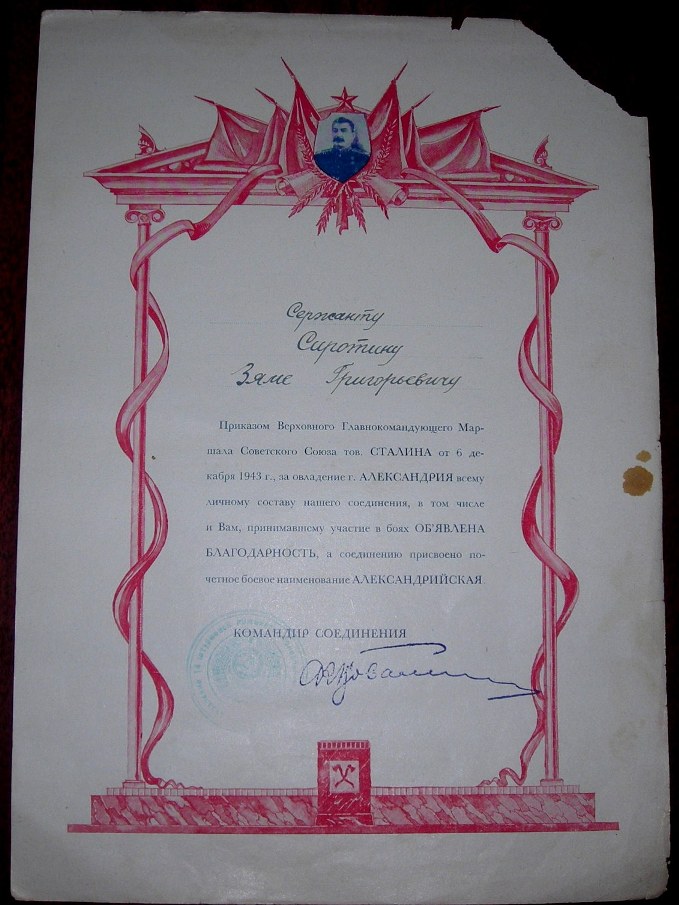 Сержанту
Сиротину
Зяме Григорьевичу
Приказом Верховного Главнокомандующего Мар-
шала Советского Союза тов. СТАЛИНА от 6 де-
кабря 1943 г., за овладение г. АЛЕКСАНДРИЯ всему
личному составу нашего соединения, в том числе
и Вам, принимавшему участие в боях ОБ'ЯВЛЕНА
БЛАГОДАРНОСТЬ, а соединению присвоено по-
четное боевое наименование АЛЕКСАНДРИЙСКАЯ.
КОМАНДИР СОЕДИНЕНИЯ